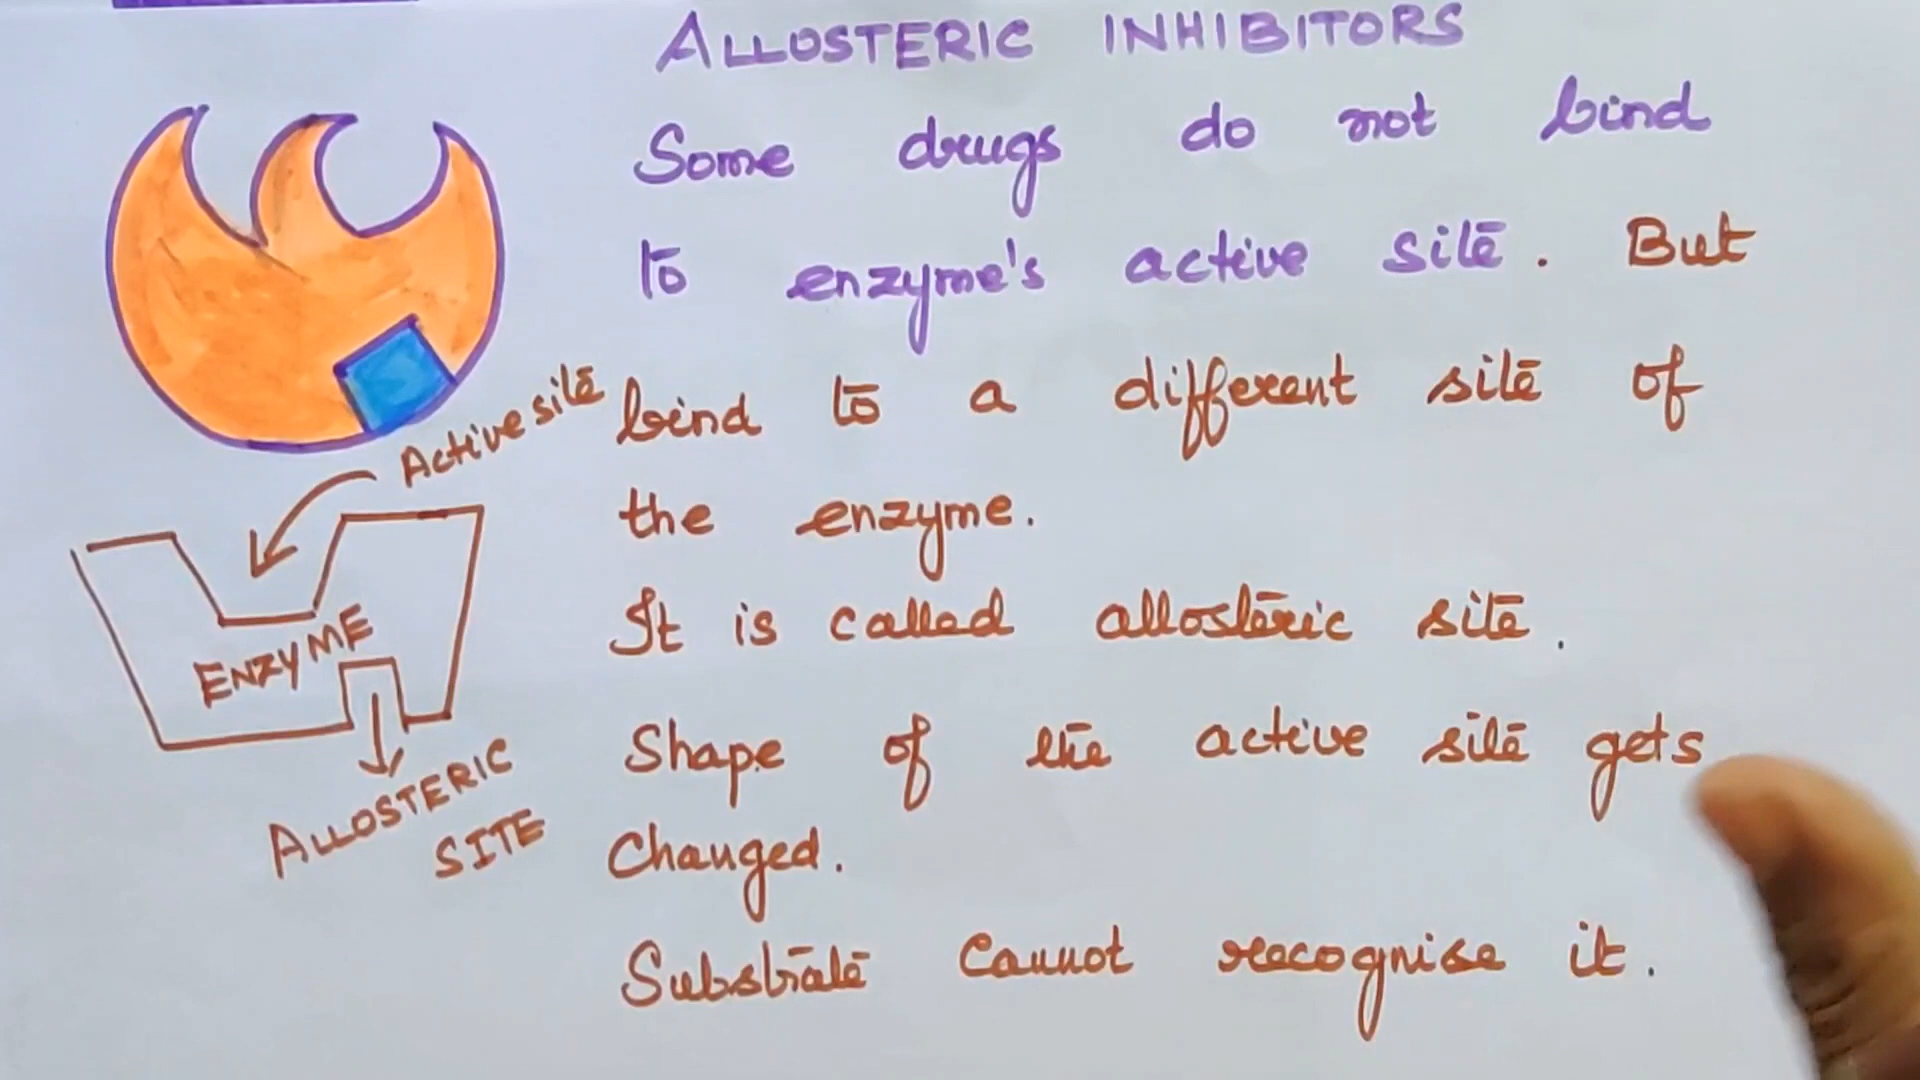 ALLOSTERIC INHIBITORS
Some drugs do not bind
to enzyme's active site. But
bind to a different site of
the enzyme.
It is called allosteric site.
Shape of the active site gets
Changed.
Substrate Cannot recognise it.
Active site
ENZYME
ALLOSTERIC
SITE